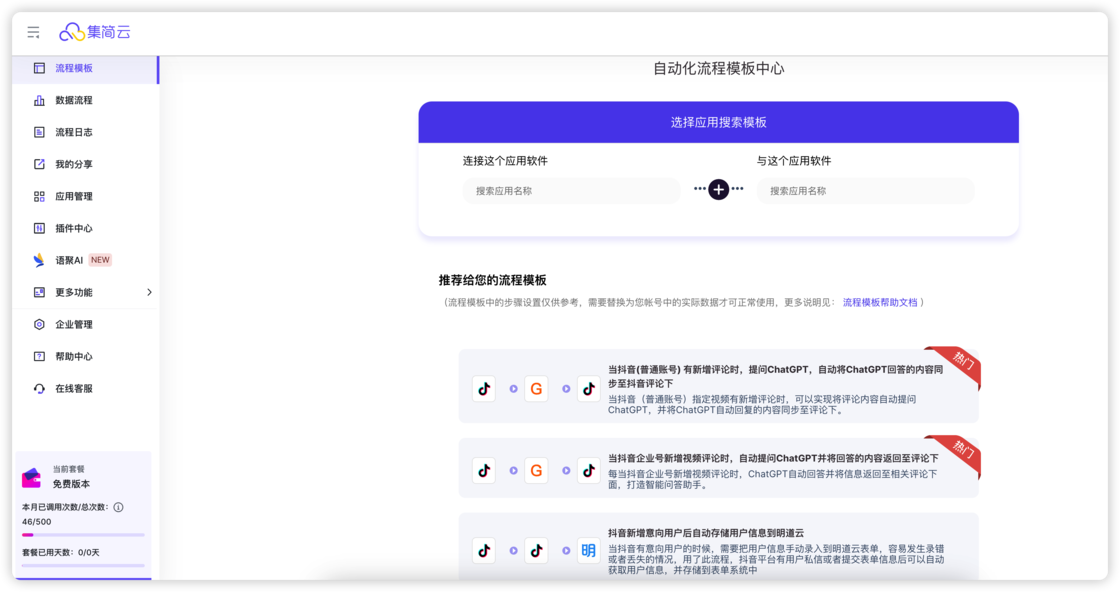 集简云
流程模板
数据流程
流程日志
我的分享
应用管理
插件中心
语聚AI NEW
更多功能
企业管理
帮助中心
在线客服
当前套餐
免费版本
本月已调用次数/总次数:
46/500
套餐已用天数: 0/0天
自动化流程模板中心
选择应用搜索模板
连接这个应用软件
与这个应用软件
搜索应用名称
搜索应用名称
推荐给您的流程模板
(流程模板中的步骤设置仅供参考，需要替换为您帐号中的实际数据才可正常使用，更多说明见： 流程模板帮助文档 )
热门
G
当抖音(普通账号) 有新增评论时，提问ChatGPT，自动将ChatGPT回答的内容同
步至抖音评论下
当抖音（普通账号）指定视频有新增评论时，可以实现将评论内容自动提问
ChatGPT，并将ChatGPT自动回复的内容同步至评论下。
热门
G
当抖音企业号新增视频评论时，自动提问ChatGPT并将回答的内容返回至评论下
每当抖音企业号新增视频评论时，ChatGPT自动回答并将信息返回至相关评论下
面，打造智能问答助手。
明
抖音新增意向用户后自动存储用户信息到明道云
当抖音有意向用户的时候，需要把用户信息手动录入到明道云表单，容易发生录错
或者丢失的情况，用了此流程，抖音平台有用户私信或者提交表单信息后可以自动
获取用户信息，并存储到表单系统中